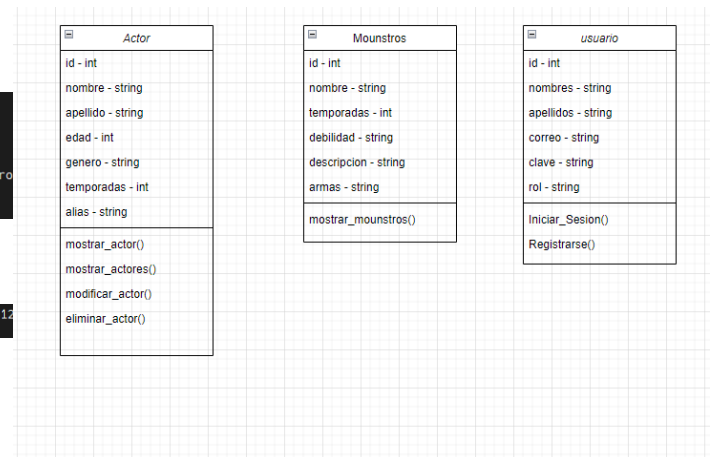 Actor
id - int
nombre - string
apellido - string
edad - int
genero - string
temporadas - int
alias - string
mostrar_actor()
mostrar_actores()
modificar_actor()
eliminar_actor()
Mounstros
id - int
nombre - string
temporadas - int
debilidad - string
descripcion - string
armas - string
mostrar_mounstros()
usuario
id - int
nombres - string
apellidos - string
correo - string
clave - string
rol - string
Iniciar_Sesion()
Registrarse()
ro
12